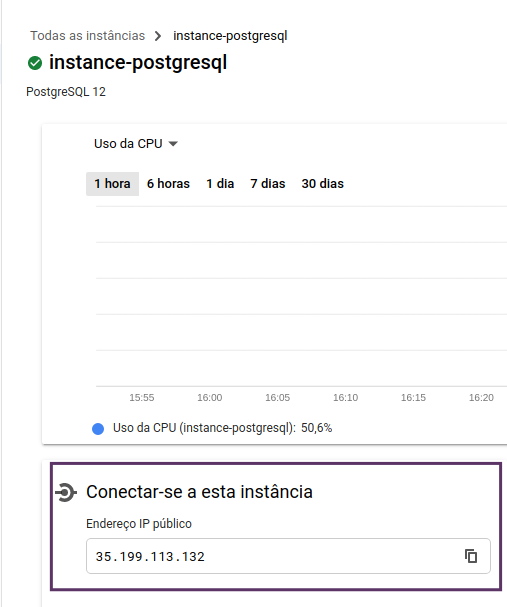 Todas as instâncias > instance-postgresql
instance-postgresql
PostgreSQL 12
Uso da CPU
1 hora 6 horas 1 dia 7 dias 30 dias
15:55 16:00 16:05 16:10 16:15 16:20
Uso da CPU (instance-postgresql): 50,6%
Conectar-se a esta instância
Endereço IP público
35.199.113.132